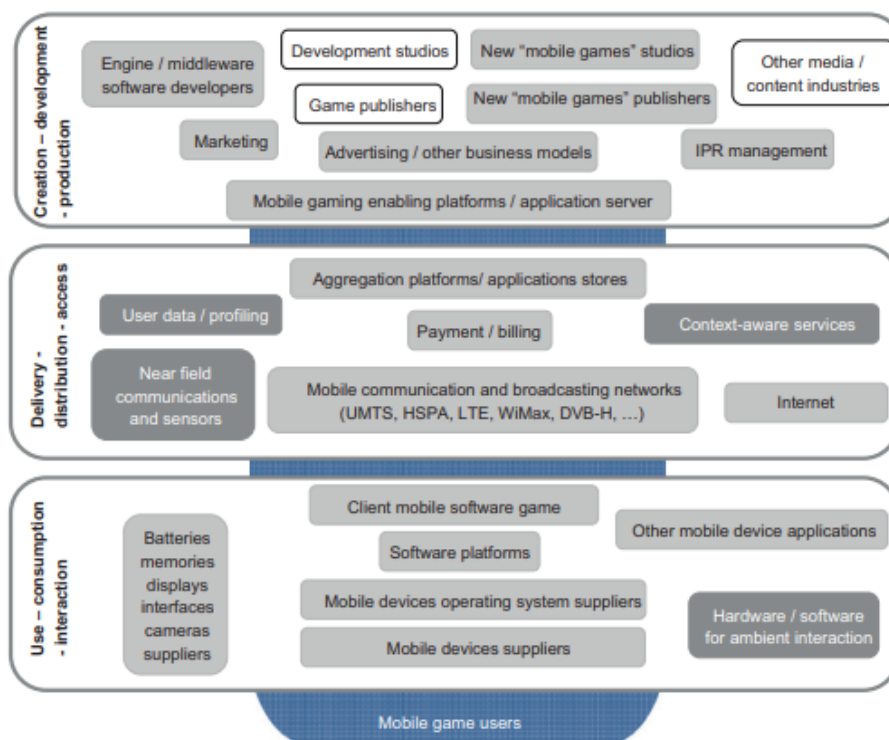 Creation – development
- production
Engine / middleware
software developers
Development studios
New "mobile games" studios
Other media /
content industries
Game publishers
New "mobile games" publishers
Marketing
Advertising / other business models
IPR management
Mobile gaming enabling platforms / application server
Delivery -
distribution - access
Aggregation platforms/ applications stores
User data / profiling
Payment / billing
Context-aware services
Near field
communications
and sensors
Mobile communication and broadcasting networks
(UMTS, HSPA, LTE, WiMax, DVB-H, …)
Internet
Use – consumption
- interaction
Batteries
memories
displays
interfaces
cameras
suppliers
Client mobile software game
Other mobile device applications
Software platforms
Mobile devices operating system suppliers
Hardware / software
for ambient interaction
Mobile devices suppliers
Mobile game users